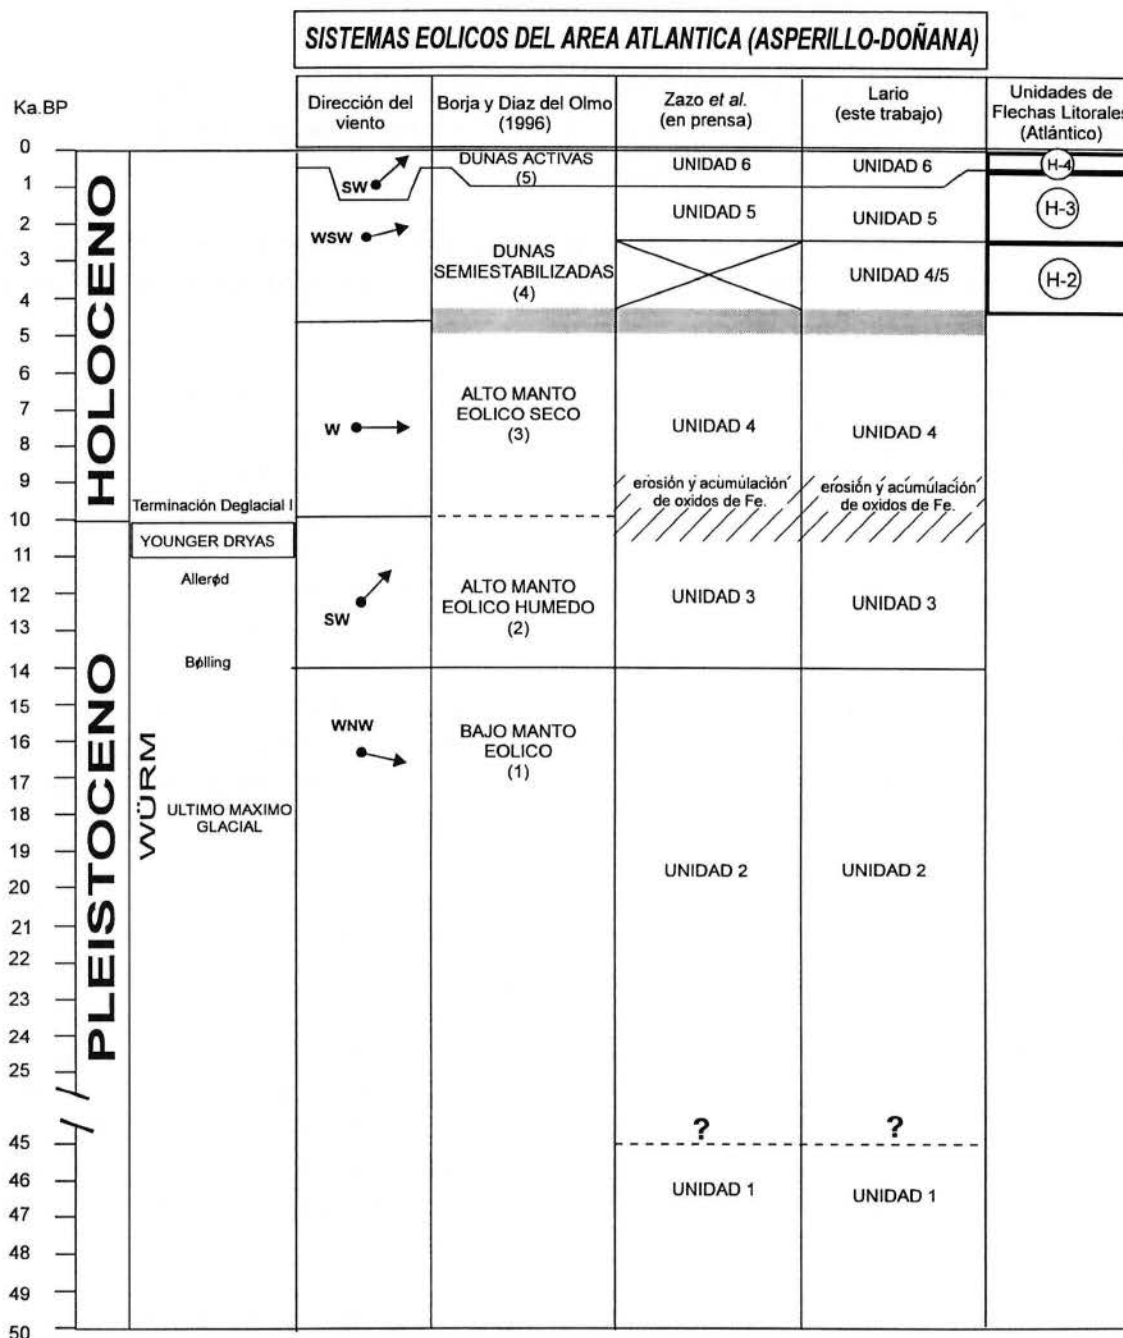 SISTEMAS EOLICOS DEL AREA ATLANTICA (ASPERILLO-DOÑANA)
Ka.BP
Dirección del
viento
Borja y Diaz del Olmo
(1996)
Zazo et al.
(en prensa)
Lario
(este trabajo)
Unidades de
Flechas Litorales
(Atlántico)
0
1
2
3
4
5
6
7
8
9
10
11
12
13
14
15
16
17
18
19
20
21
22
23
24
25
45
46
47
48
49
50
HOLOCENO
PLEISTOCENO
WÜRM
Terminación Deglacial I
YOUNGER DRYAS
Allerød
Bølling
ULTIMO MAXIMO
GLACIAL
SW
WSW
W
SW
WNW
DUNAS ACTIVAS
(5)
DUNAS
SEMIESTABILIZADAS
(4)
ALTO MANTO
EOLICO SECO
(3)
ALTO MANTO
EOLICO HUMEDO
(2)
BAJO MANTO
EOLICO
(1)
UNIDAD 6
UNIDAD 5
UNIDAD 4
erosión y acumulación
de oxidos de Fe.
UNIDAD 3
UNIDAD 2
?
UNIDAD 1
UNIDAD 6
UNIDAD 5
UNIDAD 4/5
UNIDAD 4
erosión y acumulación
de oxidos de Fe.
UNIDAD 3
UNIDAD 2
?
UNIDAD 1
H-4
H-3
H-2